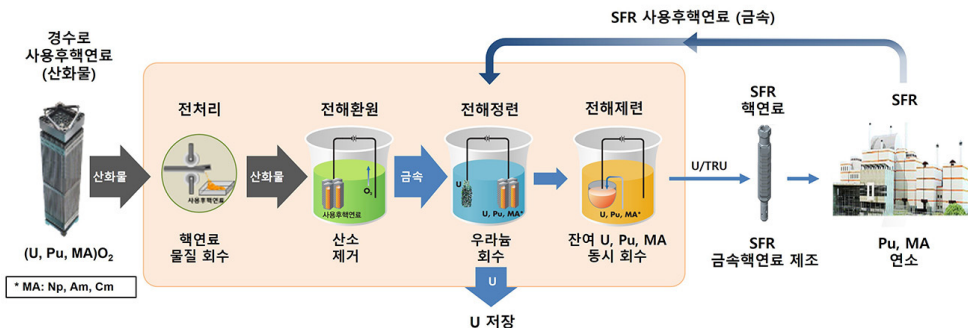 SFR 사용후핵연료 (금속)
경수로
사용후핵연료
(산화물)
(U, Pu, MA)O₂
* MA: Np, Am, Cm
산화물
전처리
사용후핵연료
핵연료
물질 회수
산화물
전해환원
O₂
사용후핵연료
산소
제거
금속
전해정련
U
U, Pu, MA*
우라늄
회수
U
U 저장
전해제련
U, Pu, MA*
잔여 U, Pu, MA
동시 회수
U/TRU
SFR
핵연료
SFR
금속핵연료 제조
SFR
Pu, MA
연소